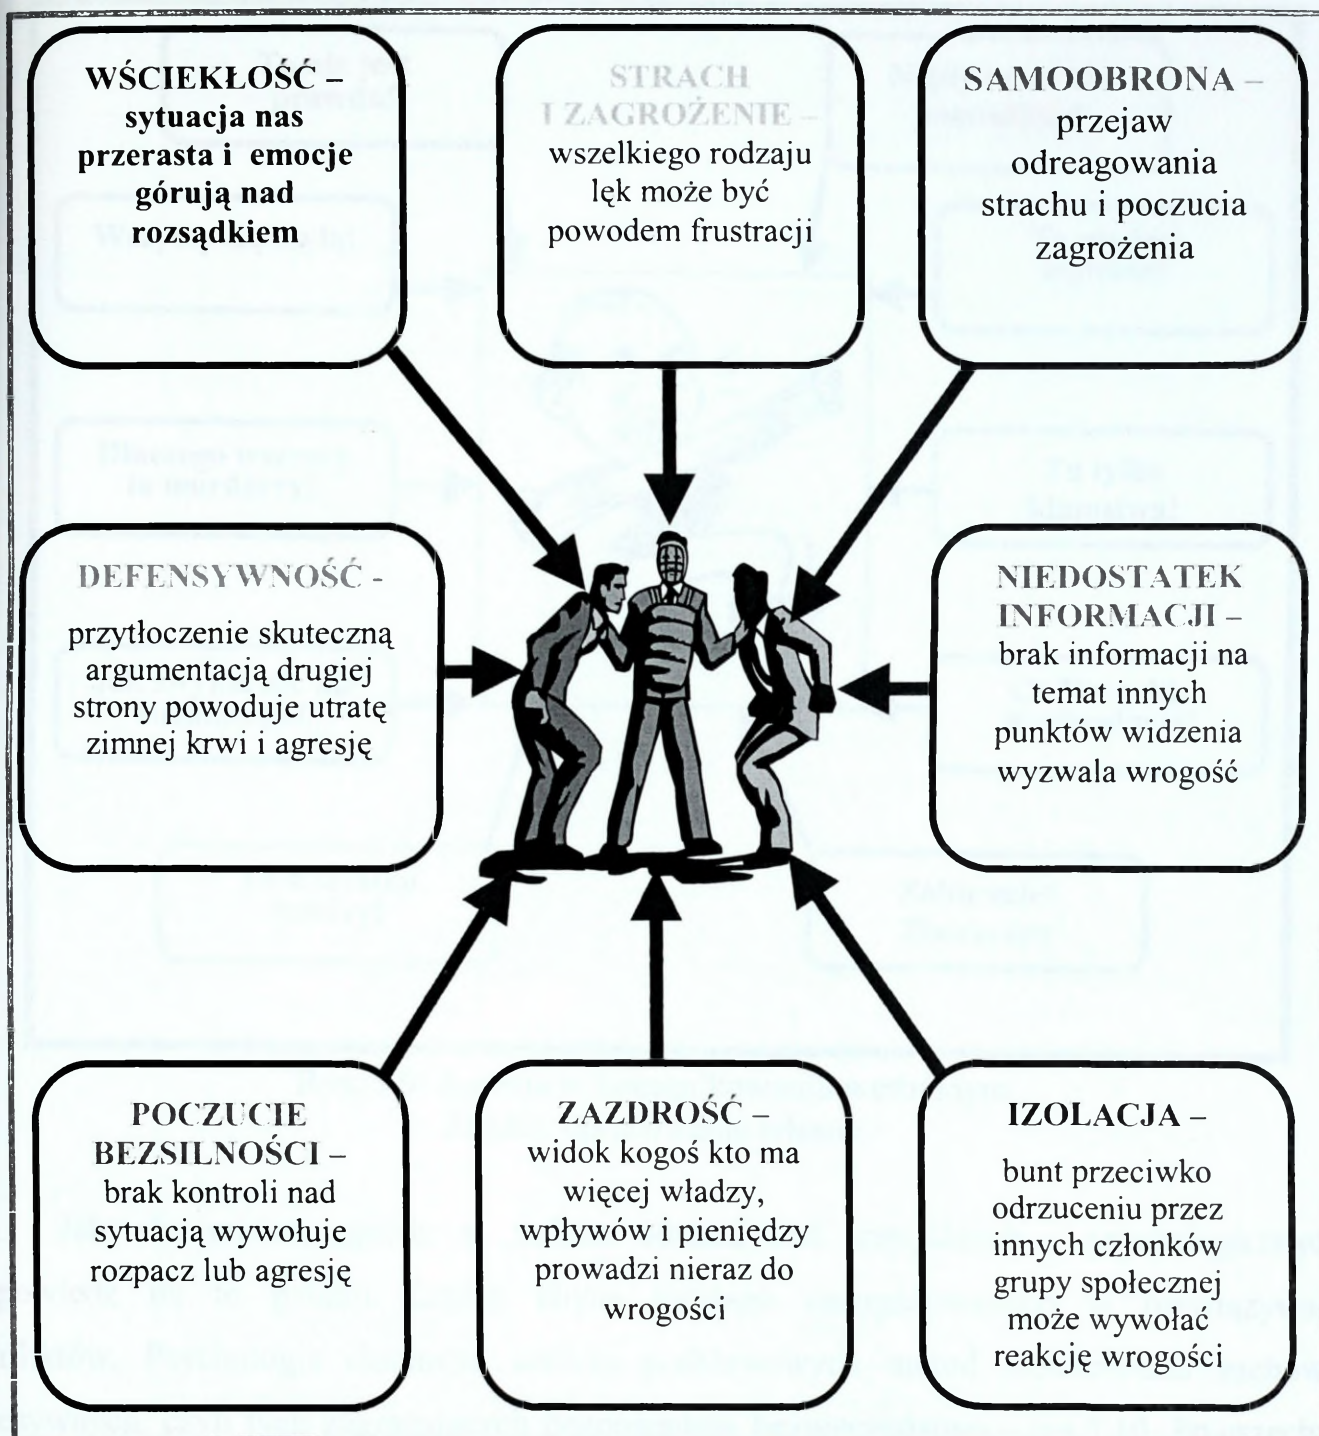 WŚCIEKŁOŚĆ –
sytuacja nas
przerasta i emocje
górują nad
rozsądkiem
STRACH
I ZAGROŻENIE –
wszelkiego rodzaju
lęk może być
powodem frustracji
SAMOOBRONA –
przejaw
odreagowania
strachu i poczucia
zagrożenia
DEFENSYWNOŚĆ -
przytłoczenie skuteczną
argumentacją drugiej
strony powoduje utratę
zimnej krwi i agresję
NIEDOSTATEK
INFORMACJI –
brak informacji na
temat innych
punktów widzenia
wyzwala wrogość
POCZUCIE
BEZSILNOŚCI –
brak kontroli nad
sytuacją wywołuje
rozpacz lub agresję
ZAZDROŚĆ –
widok kogoś kto ma
więcej władzy,
wpływów i pieniędzy
prowadzi nieraz do
wrogości
IZOLACJA –
bunt przeciwko
odrzuceniu przez
innych członków
grupy społecznej
może wywołać
reakcję wrogości